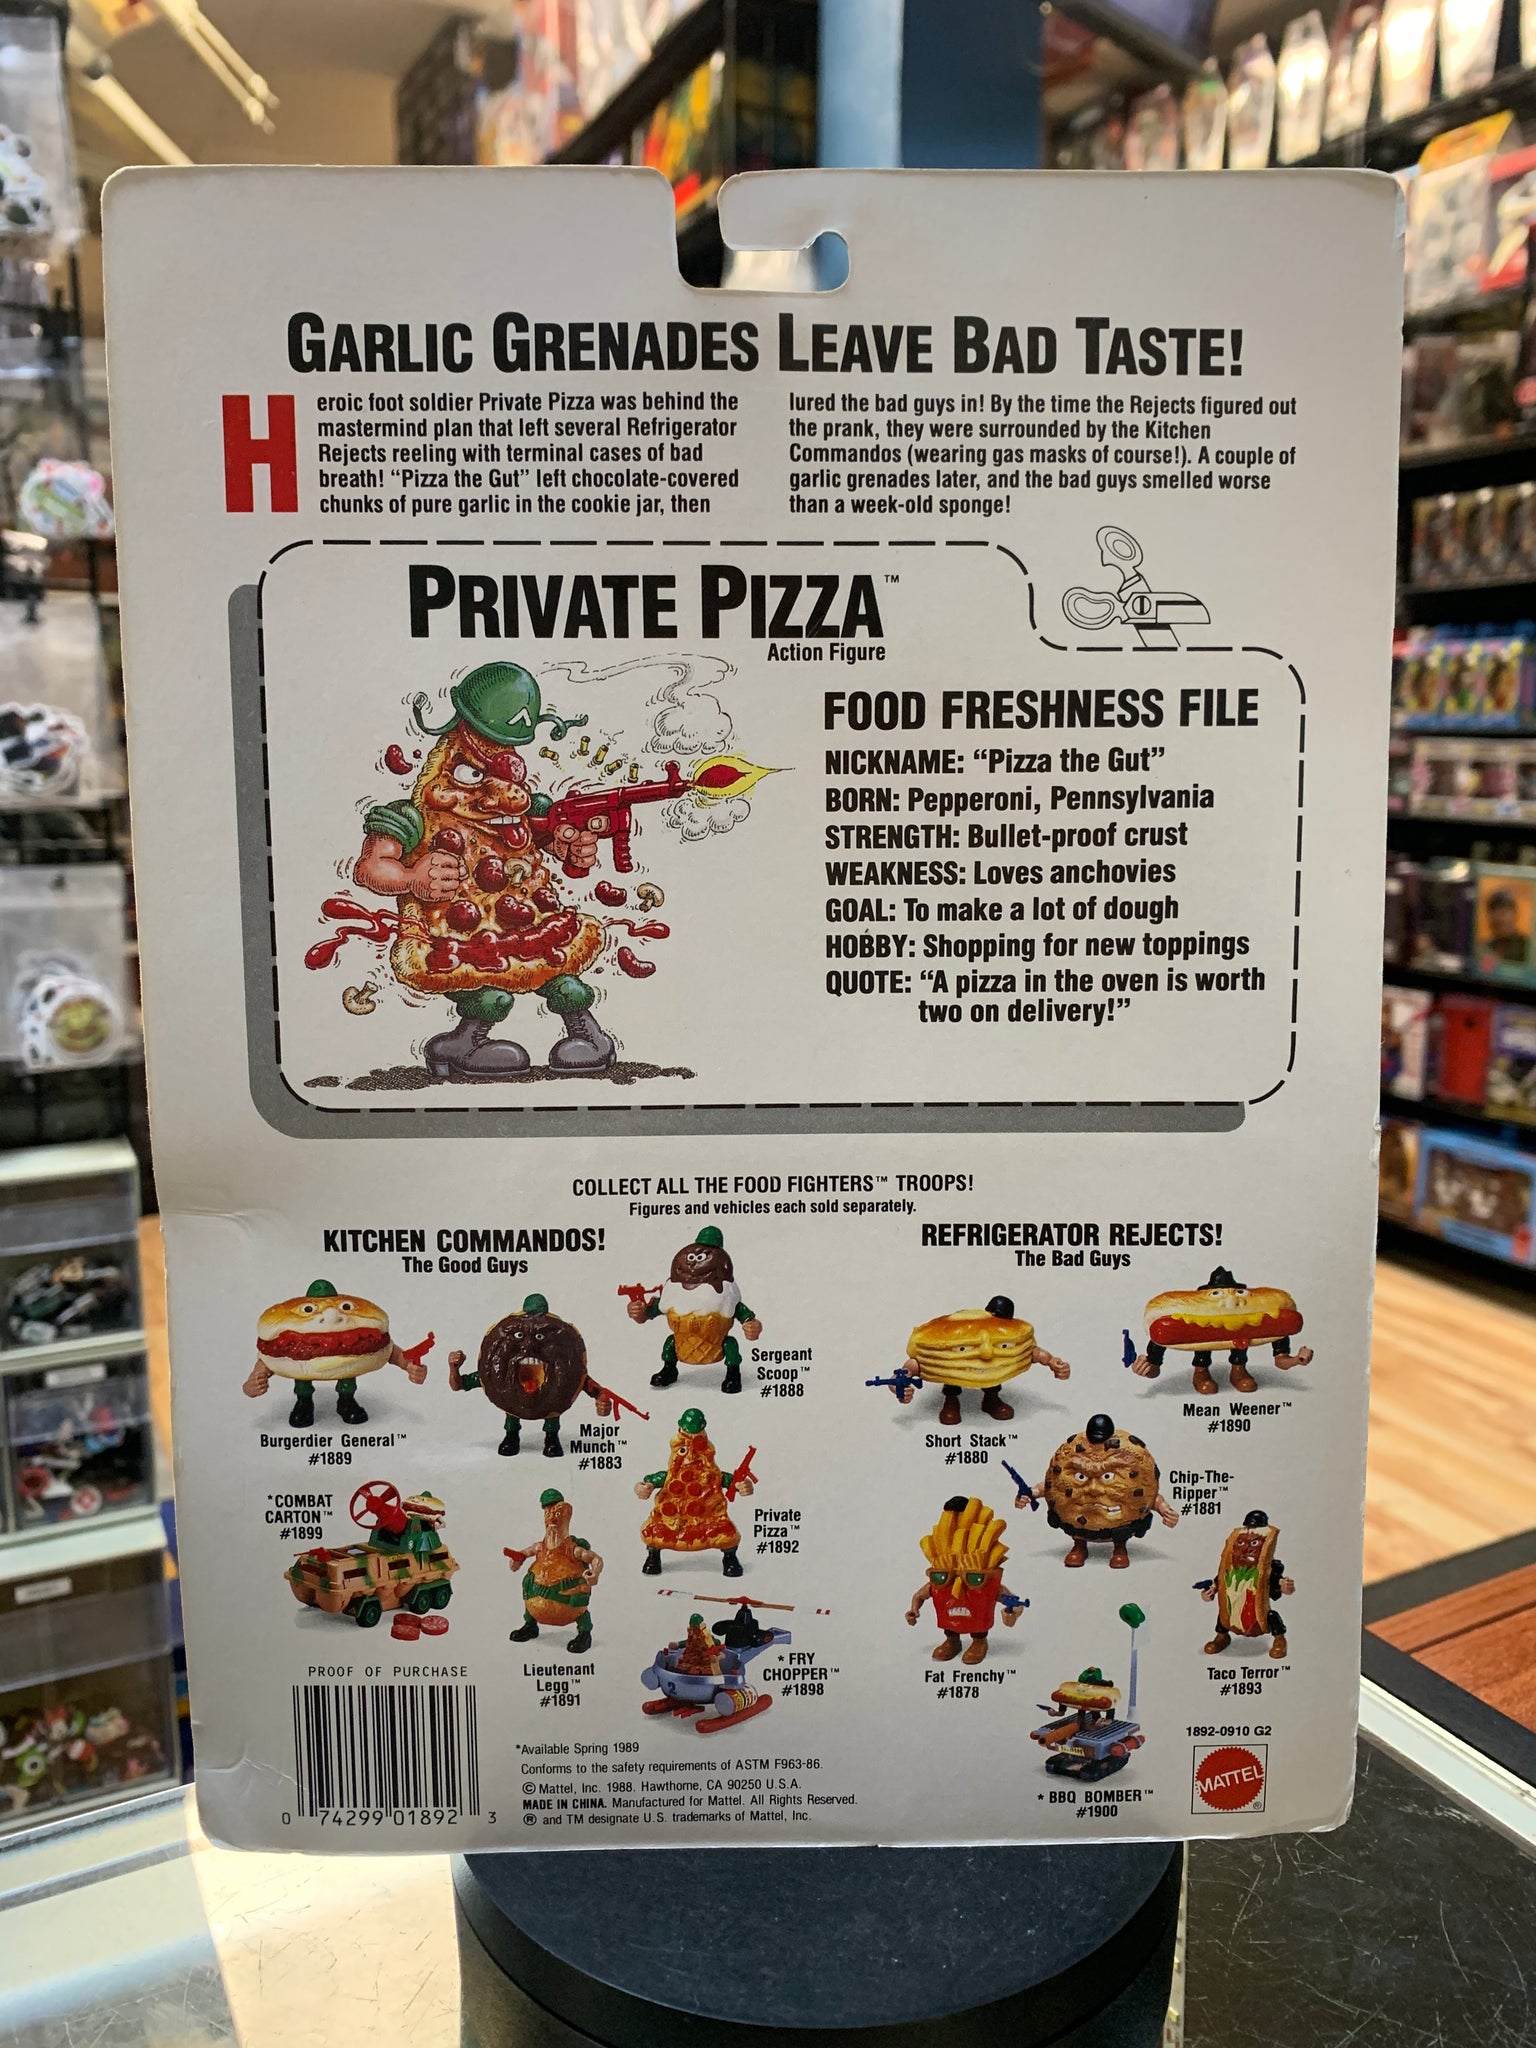 GARLIC GRENADES LEAVE BAD TASTE!
Heroic foot soldier Private Pizza was behind the
mastermind plan that left several Refrigerator
Rejects reeling with terminal cases of bad
breath! “Pizza the Gut” left chocolate-covered
chunks of pure garlic in the cookie jar, then
lured the bad guys in! By the time the Rejects figured out
the prank, they were surrounded by the Kitchen
Commandos (wearing gas masks of course!). A couple of
garlic grenades later, and the bad guys smelled worse
than a week-old sponge!
PRIVATE PIZZA™
Action Figure
FOOD FRESHNESS FILE
NICKNAME: “Pizza the Gut”
BORN: Pepperoni, Pennsylvania
STRENGTH: Bullet-proof crust
WEAKNESS: Loves anchovies
GOAL: To make a lot of dough
HOBBY: Shopping for new toppings
QUOTE: “A pizza in the oven is worth
two on delivery!”
COLLECT ALL THE FOOD FIGHTERS™ TROOPS!
Figures and vehicles each sold separately.
KITCHEN COMMANDOS!
The Good Guys
Sergeant
Scoop™
#1888
Burgerdier General™
#1889
Major
Munch™
#1883
*COMBAT
CARTON™
#1899
Private
Pizza™
#1892
Lieutenant
Legg™
#1891
*FRY
CHOPPER™
#1898
REFRIGERATOR REJECTS!
The Bad Guys
Short Stack™
#1880
Mean Weener™
#1890
Chip-The-
Ripper™
#1881
Fat Frenchy™
#1878
Taco Terror™
#1893
*BBQ BOMBER™
#1900
PROOF OF PURCHASE
0 74299 01892 3
*Available Spring 1989
Conforms to the safety requirements of ASTM F963-86.
© Mattel, Inc. 1988. Hawthorne, CA 90250 U.S.A.
MADE IN CHINA. Manufactured for Mattel. All Rights Reserved.
® and TM designate U.S. trademarks of Mattel, Inc.
1892-0910 G2
MATTEL®